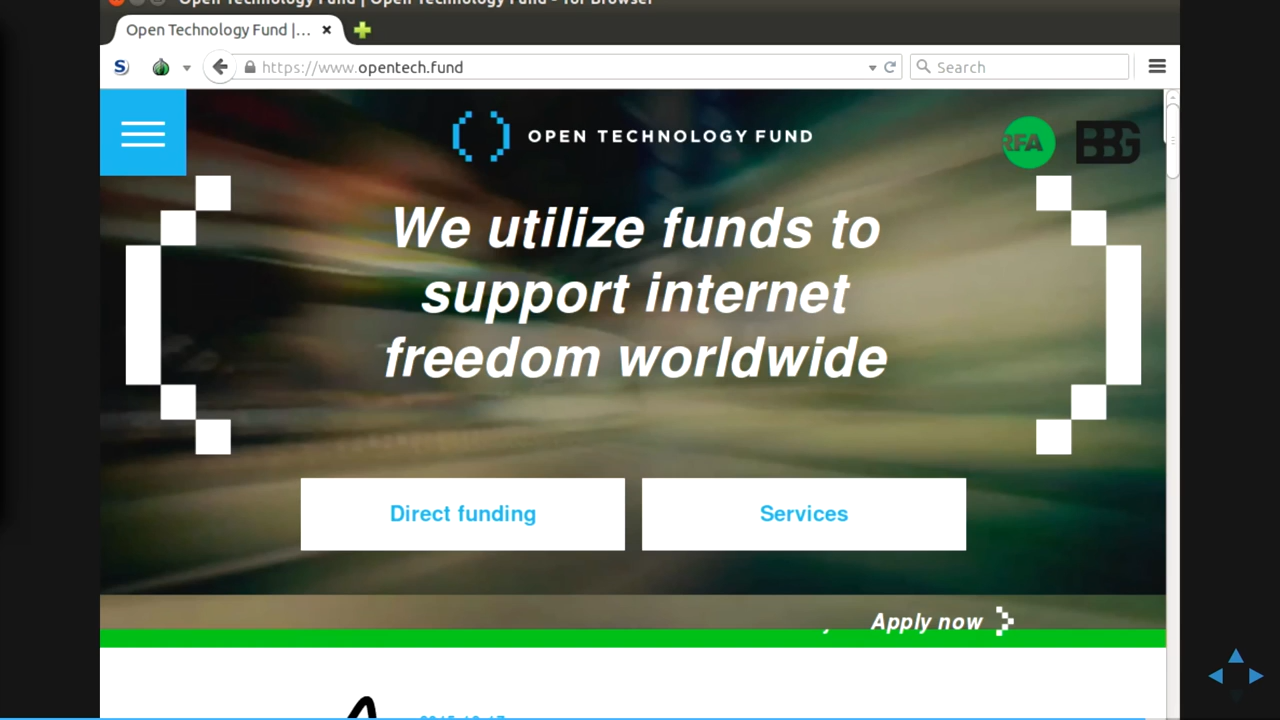 Open Technology Fund | Open Technology Fund - Tor Browser
Open Technology Fund |...
https://www.opentech.fund
Search
OPEN TECHNOLOGY FUND
RFA
BBG
We utilize funds to
support internet
freedom worldwide
Direct funding
Services
Apply now